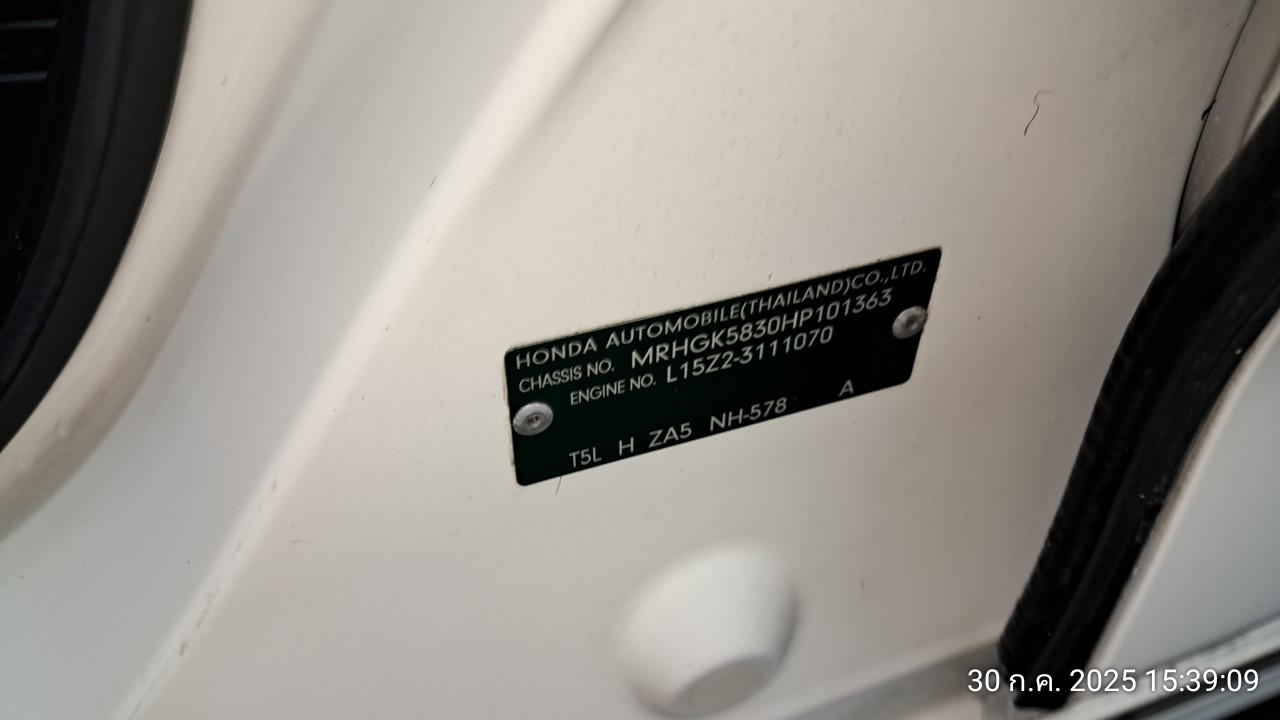 HONDA AUTOMOBILE(THAILAND)CO.,LTD.
CHASSIS NO. MRHGK5830HP101363
ENGINE NO. L15Z2-3111070
T5L H ZA5 NH-578 A
30 ก.ค. 2025 15:39:09